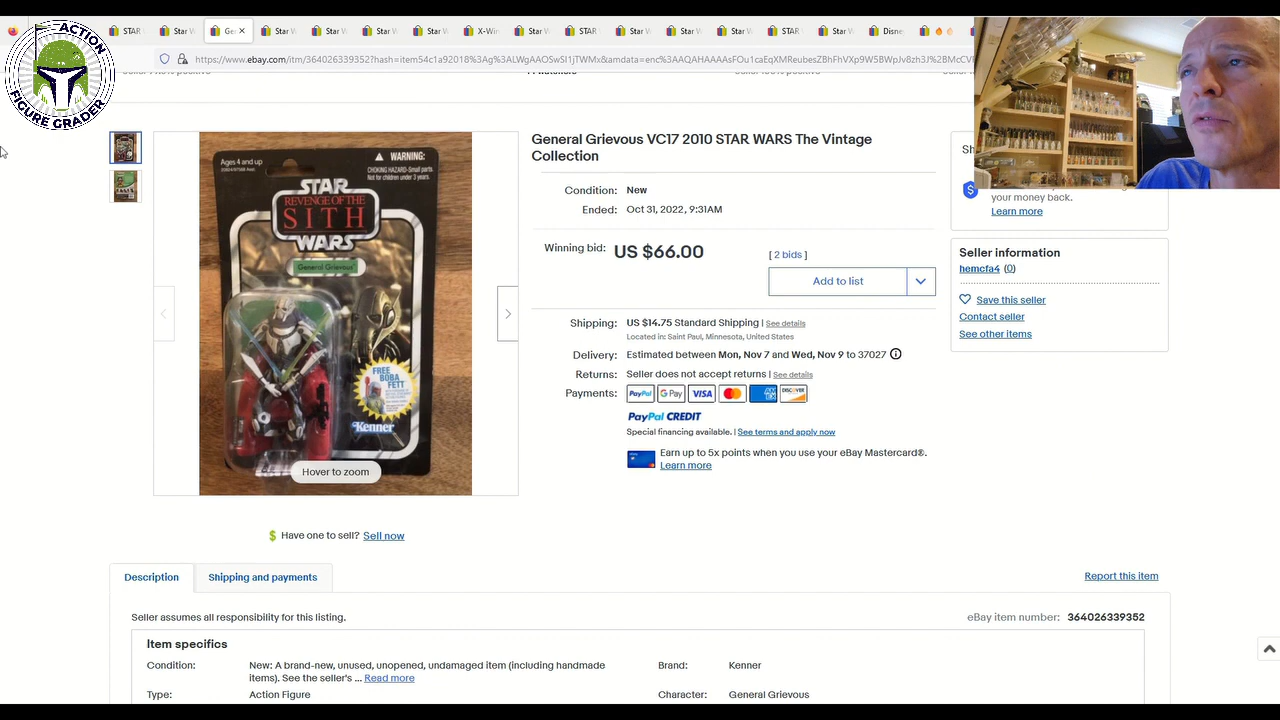 ACTION
FIGURE GRADER
STAR
Star W
Ge
Star W
Star W
Star W
Star W
X-Win
Star W
STAR
Star W
Star W
Star W
STAR
Star W
Disne
https://www.ebay.com/itm/364026339352?hash=
General Grievous VC17 2010 STAR WARS The Vintage
Collection
Condition: New
Ended: Oct 31, 2022 , 9:31AM
Winning bid: US $66.00
[ 2 bids ]
Add to list
Shipping: US $14.75 Standard Shipping | See details
Located in: Saint Paul, Minnesota, United States
Delivery: Estimated between Mon, Nov 7 and Wed, Nov 9 to 37027
Returns: Seller does not accept returns | See details
Payments: PayPal G Pay VISA DISCOVER
PayPal CREDIT
Special financing available. | See terms and apply now
Earn up to 5x points when you use your eBay Mastercard®.
Learn more
Sh
your money back.
Learn more
Seller information
hemcfa4 (0)
Save this seller
Contact seller
See other items
Ages 4 and up
WARNING:
CHOKING HAZARD-Small parts.
Not for children under 3 years.
STAR
REVENGE OF THE
SITH
WARS
General Grievous
FREE
BOBA
FETT
Kenner
Hover to zoom
Have one to sell? Sell now
Description
Shipping and payments
Report this item
Seller assumes all responsibility for this listing.
eBay item number: 364026339352
Item specifics
Condition: New: A brand-new, unused, unopened, undamaged item (including handmade
items). See the seller's ... Read more
Brand: Kenner
Type: Action Figure
Character: General Grievous